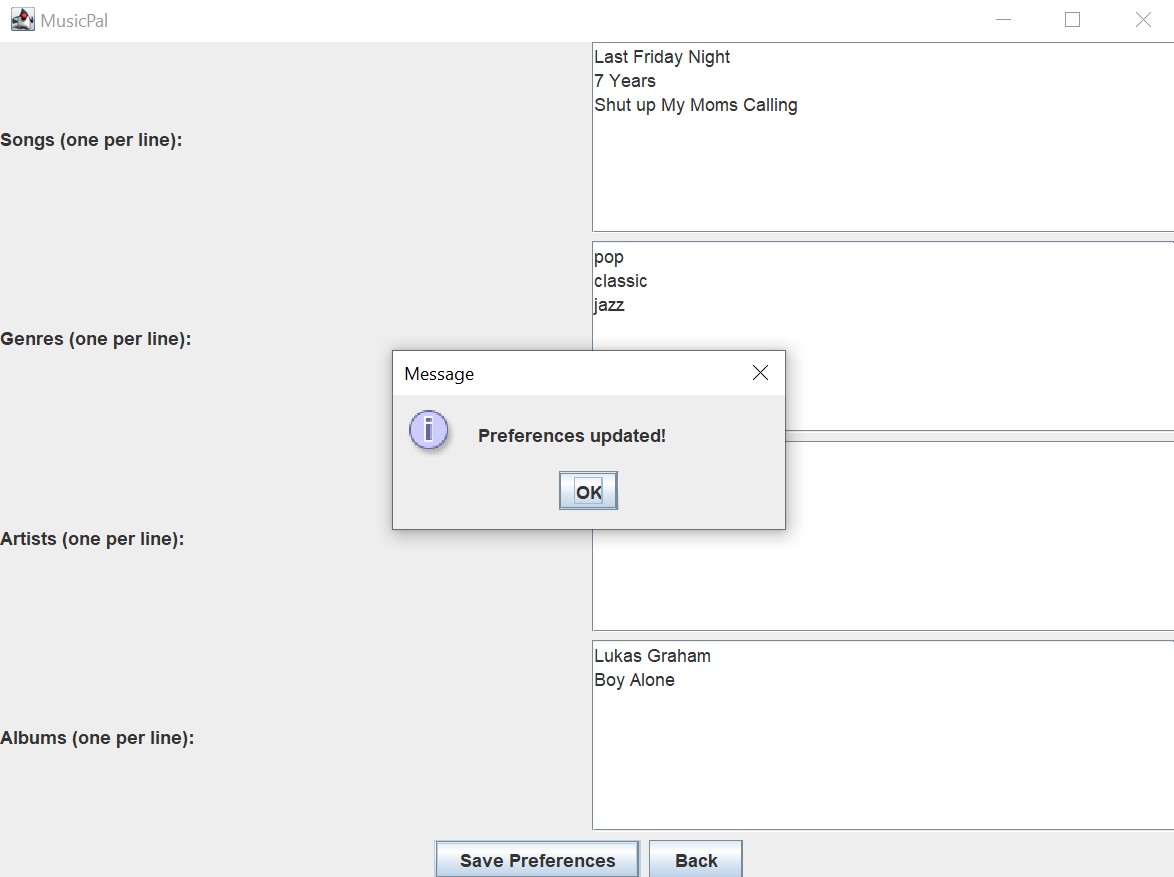 MusicPal
Songs (one per line):
Last Friday Night
7 Years
Shut up My Moms Calling
Genres (one per line):
pop
classic
jazz
Message
Preferences updated!
OK
Artists (one per line):
Albums (one per line):
Lukas Graham
Boy Alone
Save Preferences
Back